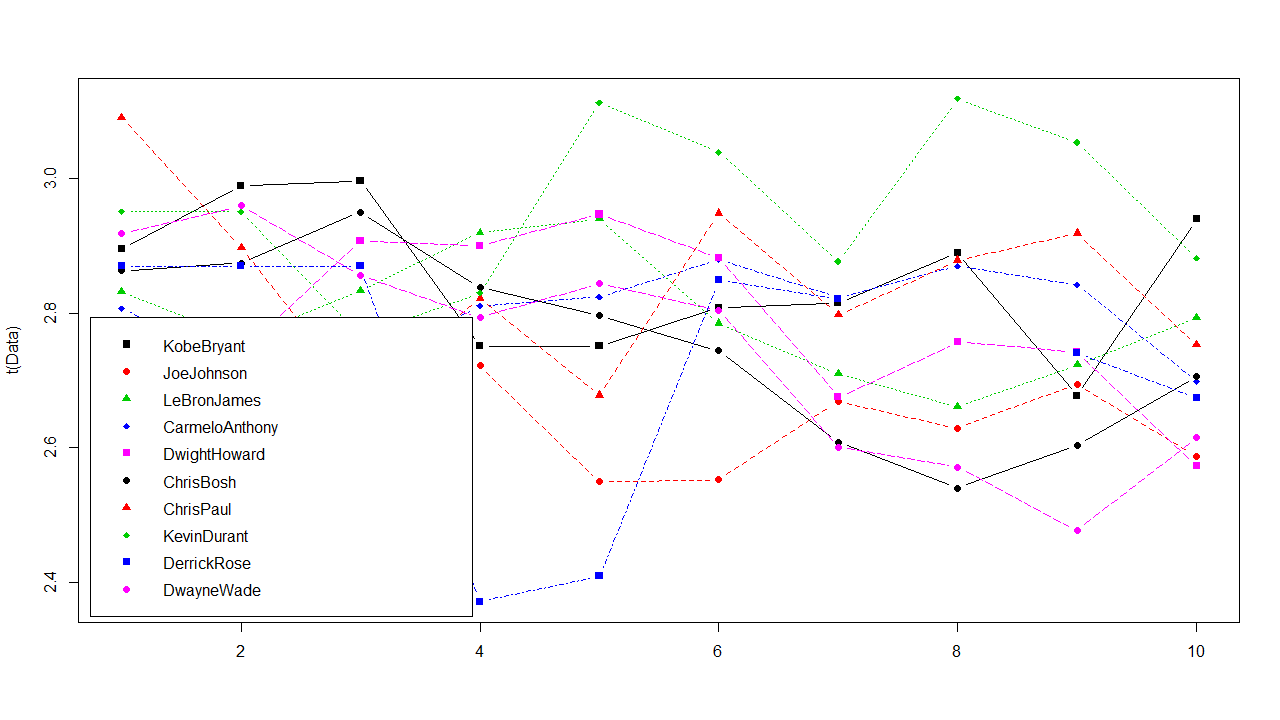 t(Data)
3.0
2.8
2.6
2.4
KobeBryant
JoeJohnson
LeBronJames
CarmeloAnthony
DwightHoward
ChrisBosh
ChrisPaul
KevinDurant
DerrickRose
DwayneWade
2 4 6 8 10